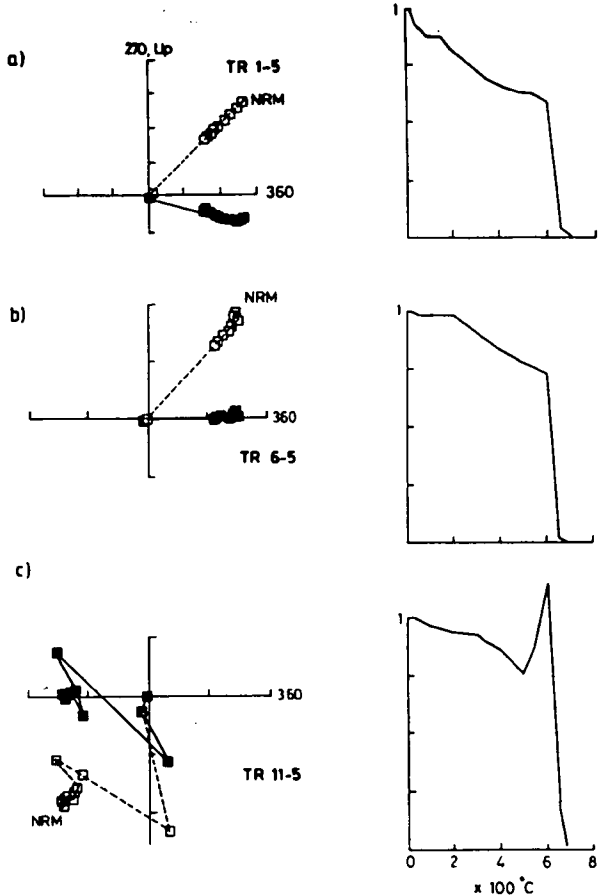 a)
270, Up
TR 1-5
NRM
360
1
b)
NRM
360
TR 6-5
1
c)
360
TR 11-5
NRM
1
0 2 4 6 8
x 100 °C